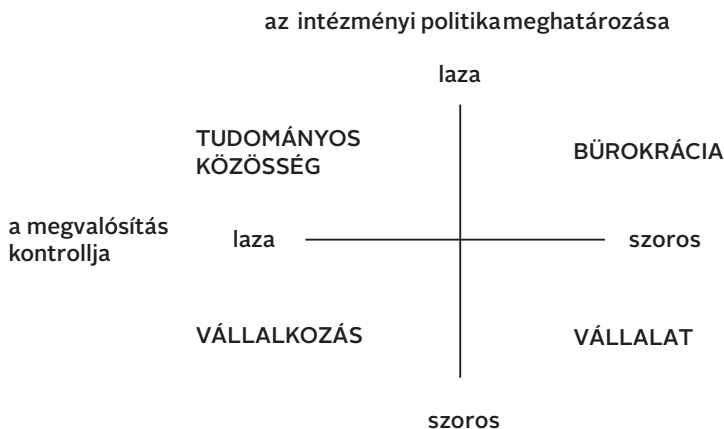 az intézményi politika meghatározása
laza
TUDOMÁNYOS
KÖZÖSSÉG
BÜROKRÁCIA
a megvalósítás
kontrollja
laza
szoros
VÁLLALKOZÁS
VÁLLALAT
szoros